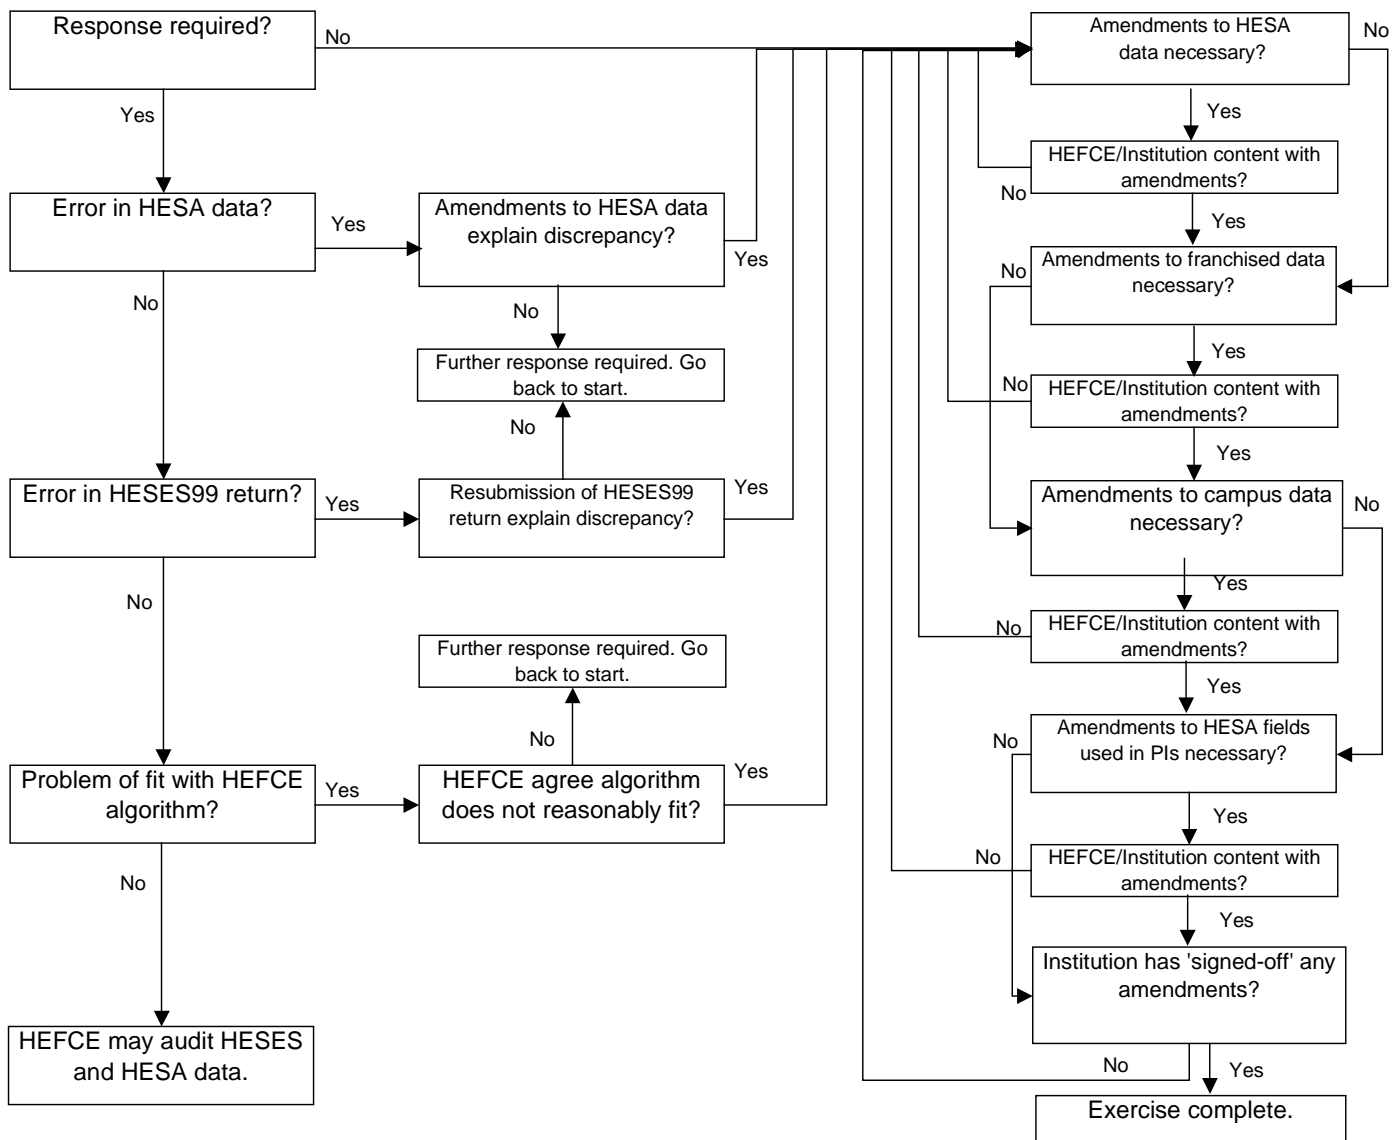 Response required?
No
Yes
Error in HESA data?
Yes
Amendments to HESA data
explain discrepancy?
Yes
No
No
Further response required. Go
back to start.
No
Error in HESES99 return?
Yes
Resubmission of HESES99
return explain discrepancy?
Yes
No
Further response required. Go
back to start.
No
Problem of fit with HEFCE
algorithm?
Yes
HEFCE agree algorithm
does not reasonably fit?
Yes
No
HEFCE may audit HESES
and HESA data.
Amendments to HESA
data necessary?
No
Yes
HEFCE/Institution content with
amendments?
No
Yes
Amendments to franchised data
necessary?
No
Yes
HEFCE/Institution content with
amendments?
No
Yes
Amendments to campus data
necessary?
No
Yes
HEFCE/Institution content with
amendments?
No
Yes
Amendments to HESA fields
used in PIs necessary?
No
Yes
HEFCE/Institution content with
amendments?
No
Yes
Institution has 'signed-off' any
amendments?
No
Yes
Exercise complete.